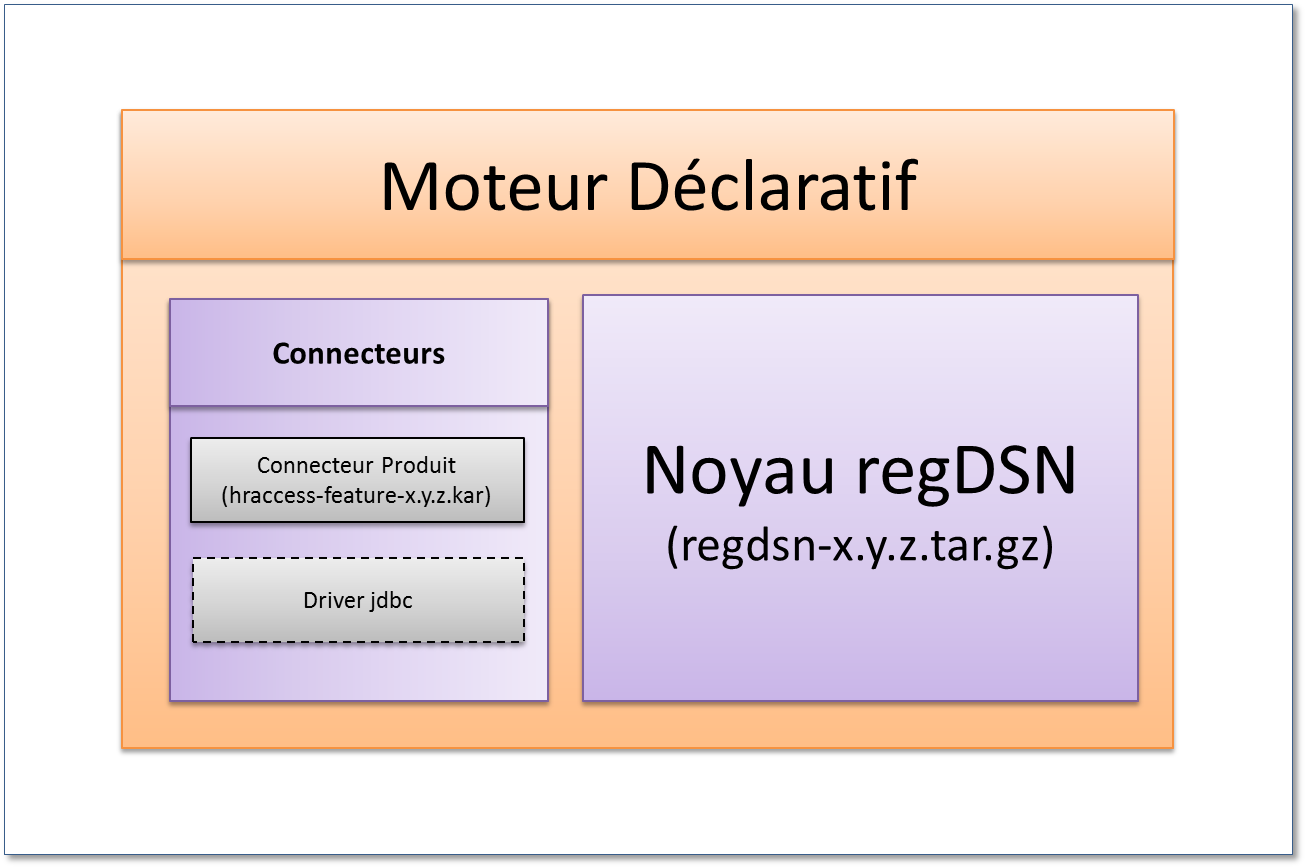 Moteur Déclaratif
Connecteurs
Connecteur Produit
(hraccess-feature-x.y.z.kar)
Driver jdbc
Noyau regDSN
(regdsn-x.y.z.tar.gz)